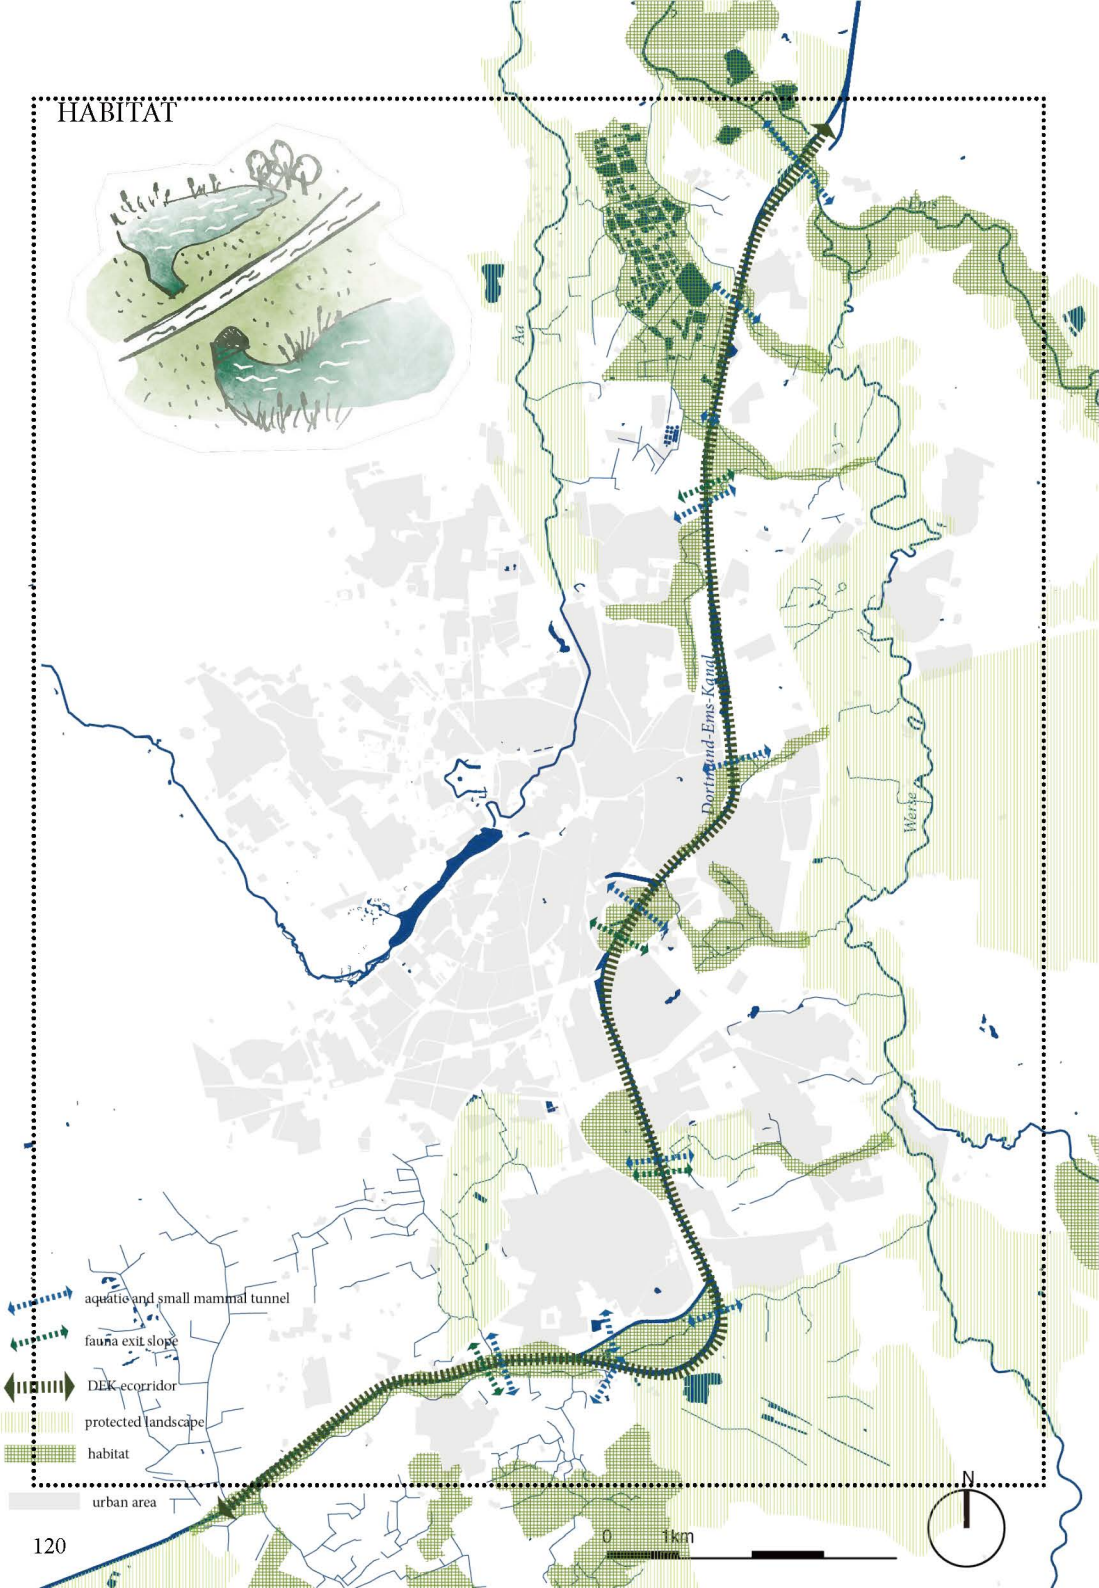 HABITAT
Ems
Aa
Dortmund-Ems-Kanal
Werse
aquatic and small mammal tunnel
fauna exit slope
DEK ecorridor
protected landscape
habitat
urban area
N
0 1km
120